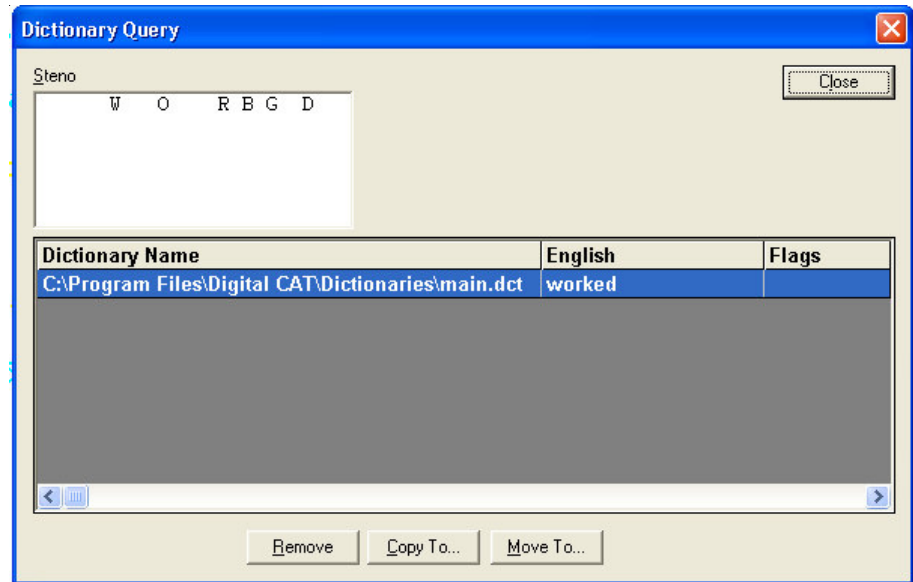 Dictionary Query
Steno
Close
W O R B G D
Dictionary Name English Flags
C:\Program Files\Digital CAT\Dictionaries\main.dct worked
Remove Copy To... Move To...